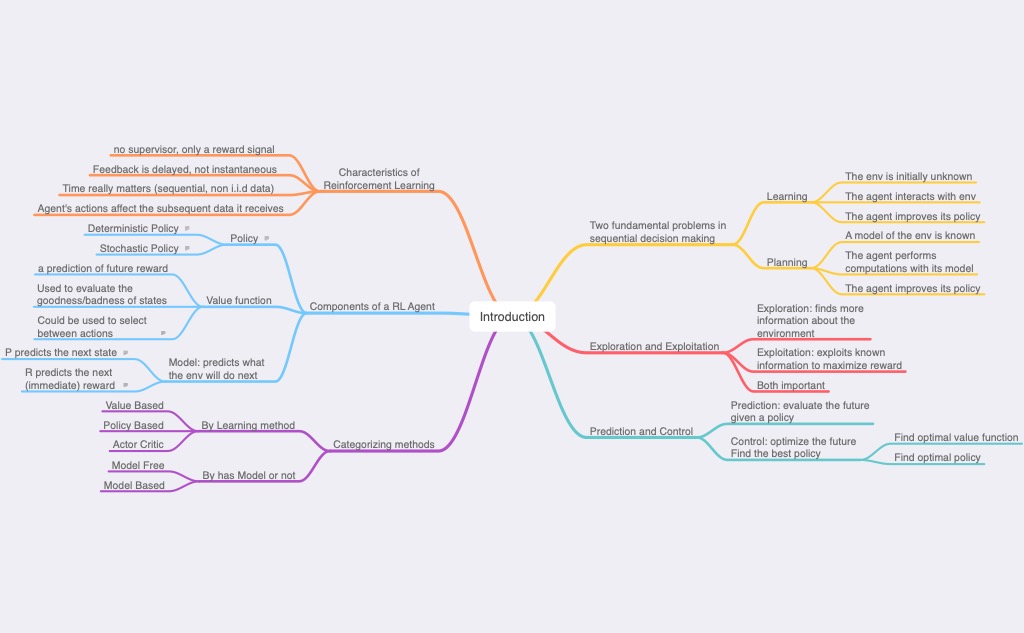 Introduction
Characteristics of
Reinforcement Learning
no supervisor, only a reward signal
Feedback is delayed, not instantaneous
Time really matters (sequential, non i.i.d data)
Agent's actions affect the subsequent data it receives
Components of a RL Agent
Policy
Deterministic Policy
Stochastic Policy
Value function
a prediction of future reward
Used to evaluate the
goodness/badness of states
Could be used to select
between actions
Model: predicts what
the env will do next
P predicts the next state
R predicts the next
(immediate) reward
Categorizing methods
By Learning method
Value Based
Policy Based
Actor Critic
By has Model or not
Model Free
Model Based
Two fundamental problems in
sequential decision making
Learning
The env is initially unknown
The agent interacts with env
The agent improves its policy
Planning
A model of the env is known
The agent performs
computations with its model
The agent improves its policy
Exploration and Exploitation
Exploration: finds more
information about the
environment
Exploitation: exploits known
information to maximize reward
Both important
Prediction and Control
Prediction: evaluate the future
given a policy
Control: optimize the future
Find the best policy
Find optimal value function
Find optimal policy